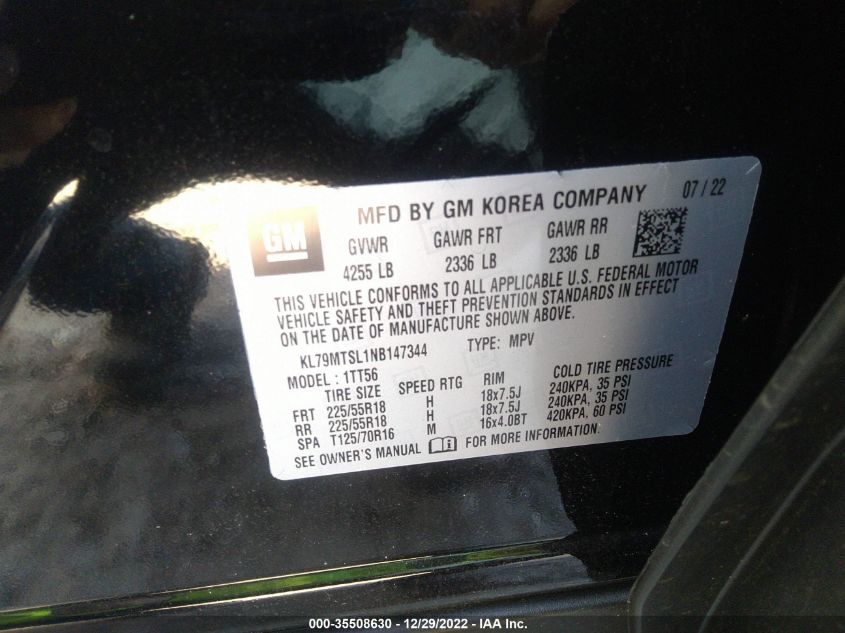 GM
MFD BY GM KOREA COMPANY 07 / 22
GVWR GAWR FRT GAWR RR
4255 LB 2336 LB 2336 LB
THIS VEHICLE CONFORMS TO ALL APPLICABLE U.S. FEDERAL MOTOR
VEHICLE SAFETY AND THEFT PREVENTION STANDARDS IN EFFECT
ON THE DATE OF MANUFACTURE SHOWN ABOVE.
KL79MTSL1NB147344 TYPE: MPV
MODEL: 1TT56
TIRE SIZE SPEED RTG RIM COLD TIRE PRESSURE
FRT 225/55R18 H 18x7.5J 240KPA, 35 PSI
RR 225/55R18 H 18x7.5J 240KPA, 35 PSI
SPA T125/70R16 M 16x4.0BT 420KPA, 60 PSI
SEE OWNER'S MANUAL FOR MORE INFORMATION.
000-35508630 - 12/29/2022 - IAA Inc.